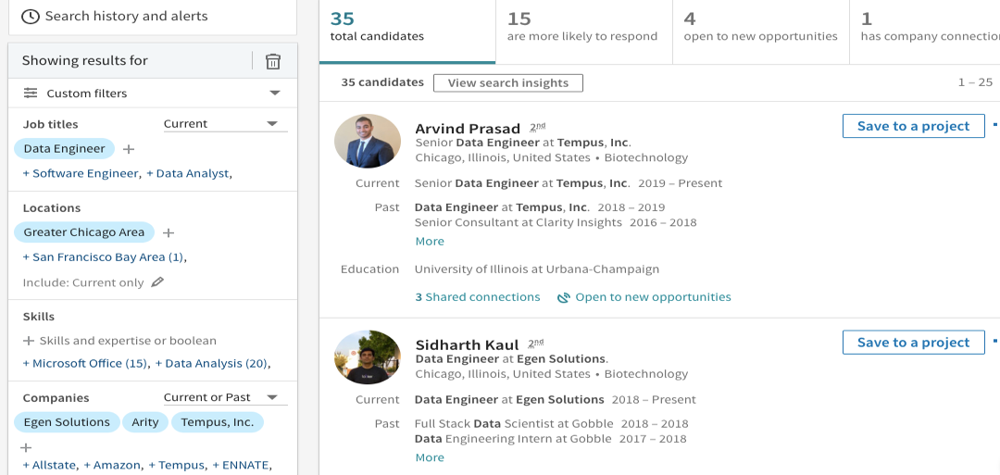 Search history and alerts
Showing results for
Custom filters
Job titles
Current
Data Engineer
+ Software Engineer, + Data Analyst,
Locations
Greater Chicago Area
+ San Francisco Bay Area (1),
Include: Current only
Skills
+ Skills and expertise or boolean
+ Microsoft Office (15), + Data Analysis (20),
Companies
Current or Past
Egen Solutions Arity Tempus, Inc.
+
+ Allstate, + Amazon, + Tempus, + ENNATE,
35
total candidates
15
are more likely to respond
4
open to new opportunities
1
has company connectio
35 candidates
View search insights
1 – 25
Arvind Prasad 2nd
Save to a project
Senior Data Engineer at Tempus, Inc.
Chicago, Illinois, United States • Biotechnology
Current Senior Data Engineer at Tempus, Inc. 2019 – Present
Past Data Engineer at Tempus, Inc. 2018 – 2019
Senior Consultant at Clarity Insights 2016 – 2018
More
Education University of Illinois at Urbana-Champaign
3 Shared connections Open to new opportunities
Sidharth Kaul 2nd
Save to a project
Data Engineer at Egen Solutions.
Chicago, Illinois, United States • Biotechnology
Current Data Engineer at Egen Solutions 2018 – Present
Past Full Stack Data Scientist at Gobble 2018 – 2018
Data Engineering Intern at Gobble 2017 – 2018
More